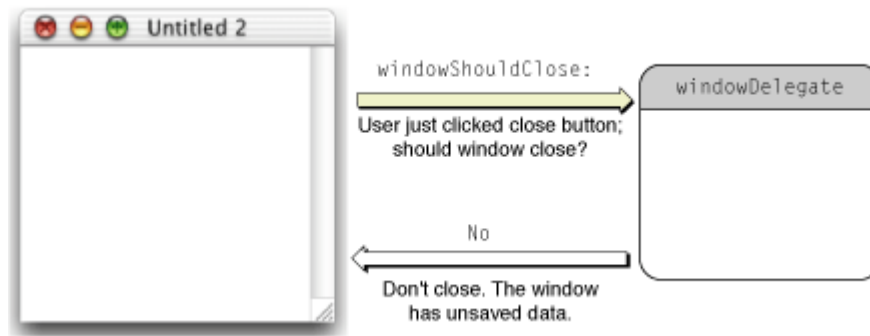 Untitled 2
windowShouldClose:
User just clicked close button;
should window close?
windowDelegate
No
Don't close. The window
has unsaved data.